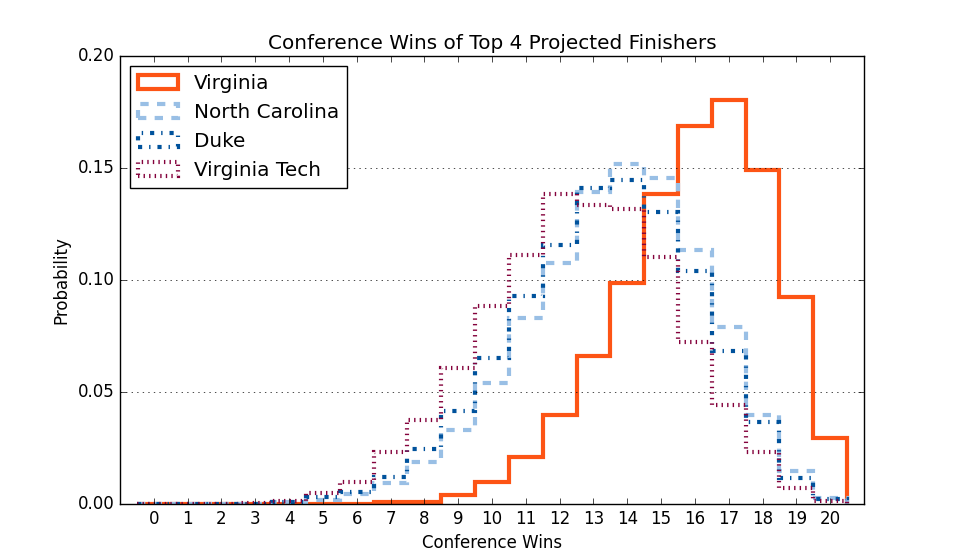 Conference Wins of Top 4 Projected Finishers
Virginia
North Carolina
Duke
Virginia Tech
Probability
0.20
0.15
0.10
0.05
0.00
0 1 2 3 4 5 6 7 8 9 10 11 12 13 14 15 16 17 18 19 20
Conference Wins